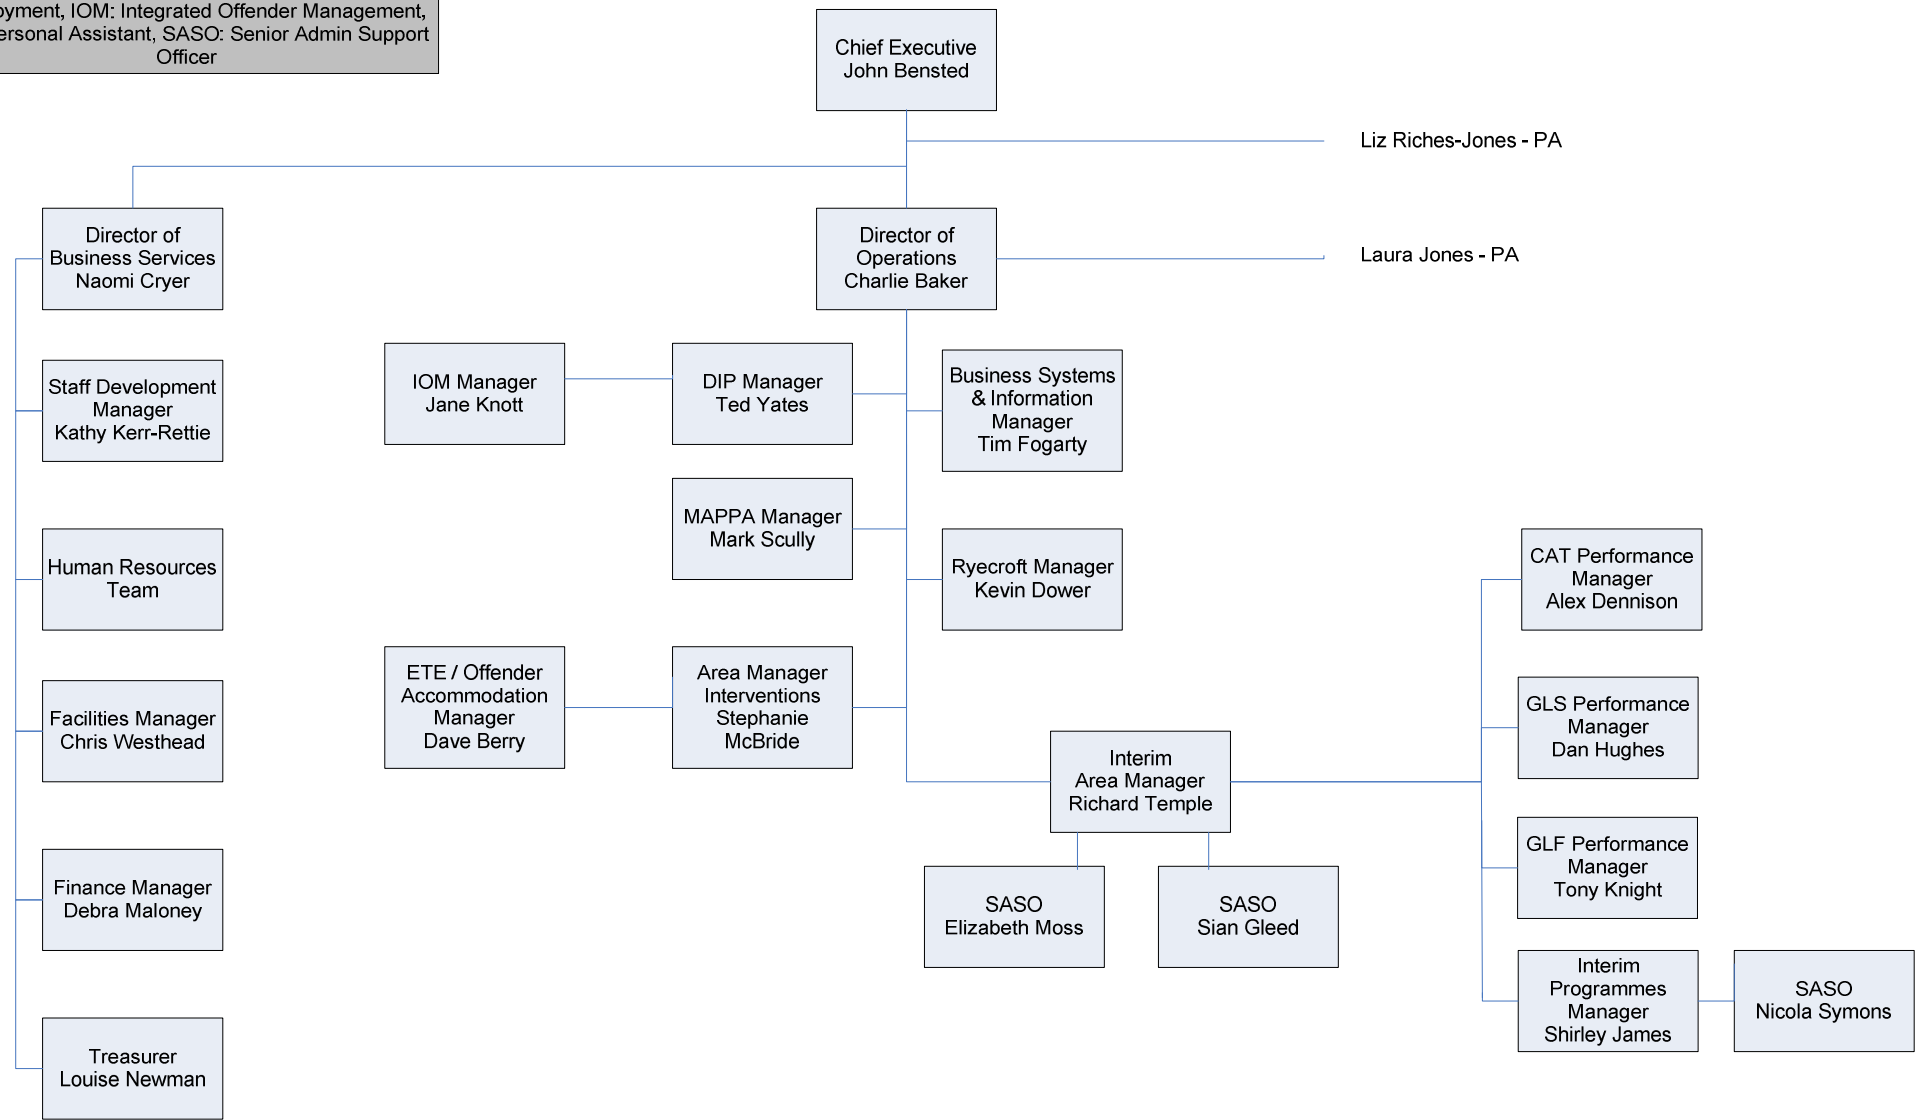 IOM: Integrated Offender Management,
Assistant, SASO: Senior Admin Support
Officer
Chief Executive
John Bensted
Liz Riches-Jones - PA
Director of
Business Services
Naomi Cryer
Director of
Operations
Charlie Baker
Laura Jones - PA
Staff Development
Manager
Kathy Kerr-Rettie
IOM Manager
Jane Knott
DIP Manager
Ted Yates
Business Systems
& Information
Manager
Tim Fogarty
MAPPA Manager
Mark Scully
Human Resources
Team
Ryecroft Manager
Kevin Dower
CAT Performance
Manager
Alex Dennison
ETE / Offender
Accommodation
Manager
Dave Berry
Area Manager
Interventions
Stephanie
McBride
Facilities Manager
Chris Westhead
GLS Performance
Manager
Dan Hughes
Interim
Area Manager
Richard Temple
GLF Performance
Manager
Tony Knight
Finance Manager
Debra Maloney
SASO
Elizabeth Moss
SASO
Sian Gleed
Interim
Programmes
Manager
Shirley James
SASO
Nicola Symons
Treasurer
Louise Newman